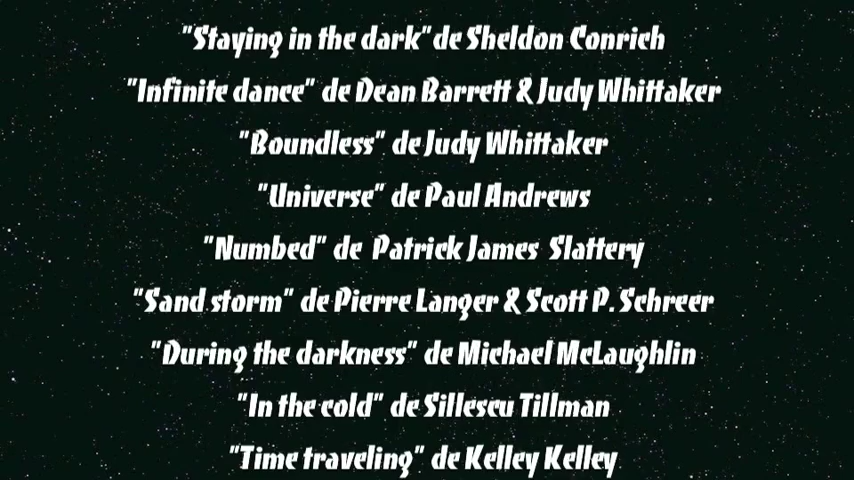 "Staying in the dark"de Sheldon Conrich
"Infinite dance" de Dean Barrett & Judy Whittaker
"Boundless" de Judy Whittaker
"Universe" de Paul Andrews
"Numbed" de Patrick James Slattery
"Sand storm" de Pierre Langer & Scott P. Schreer
"During the darkness" de Michael McLaughlin
"In the cold" de Sillescu Tillman
"Time traveling" de Kelley Kelley